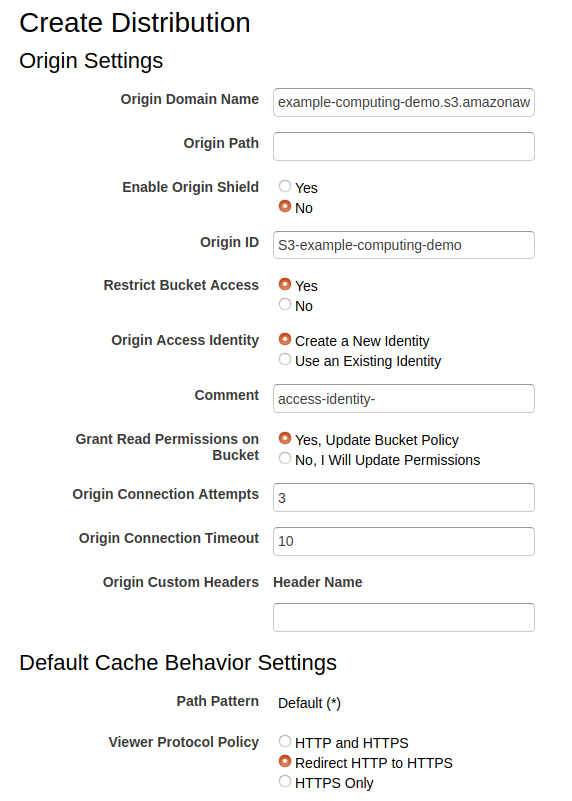 Create Distribution
Origin Settings
Origin Domain Name
example-computing-demo.s3.amazonaw
Origin Path
Enable Origin Shield
Yes
No
Origin ID
S3-example-computing-demo
Restrict Bucket Access
Yes
No
Origin Access Identity
Create a New Identity
Use an Existing Identity
Comment
access-identity-
Grant Read Permissions on
Bucket
Yes, Update Bucket Policy
No, I Will Update Permissions
Origin Connection Attempts
3
Origin Connection Timeout
10
Origin Custom Headers
Header Name
Default Cache Behavior Settings
Path Pattern
Default (*)
Viewer Protocol Policy
HTTP and HTTPS
Redirect HTTP to HTTPS
HTTPS Only